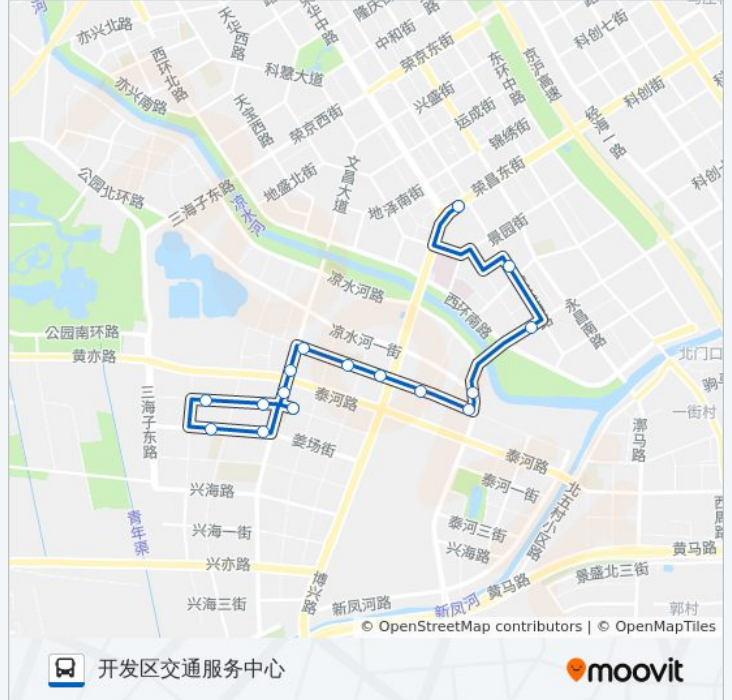 亦兴北路
天华西路
隆庆街
中和街
荣京东街
科创七街
西环北路
科慧大道
东环中路
京沪高速
亦兴南路
天宝西路
荣京西街
兴盛街
运成街
科创街
锦绣街
经海一路
公园北环路
三海子东路
地盛北街
文昌大道
荣昌东街
地泽南街
凉水河
景园街
凉水河路
西环南路
永昌南路
公园南环路
凉水河一街
黄亦路
北门口
三海子东路
泰河路
一街村
漷马路
姜场街
泰河路
兴海路
泰河一街
北五村小区路
青年渠
兴海一街
泰河三街
兴海路
黄马路
兴亦路
博兴路
黄马路
景盛北三街
兴海三街
新凤河路
新凤河
郭村
© OpenStreetMap contributors | © OpenMapTiles
开发区交通服务中心
moovit